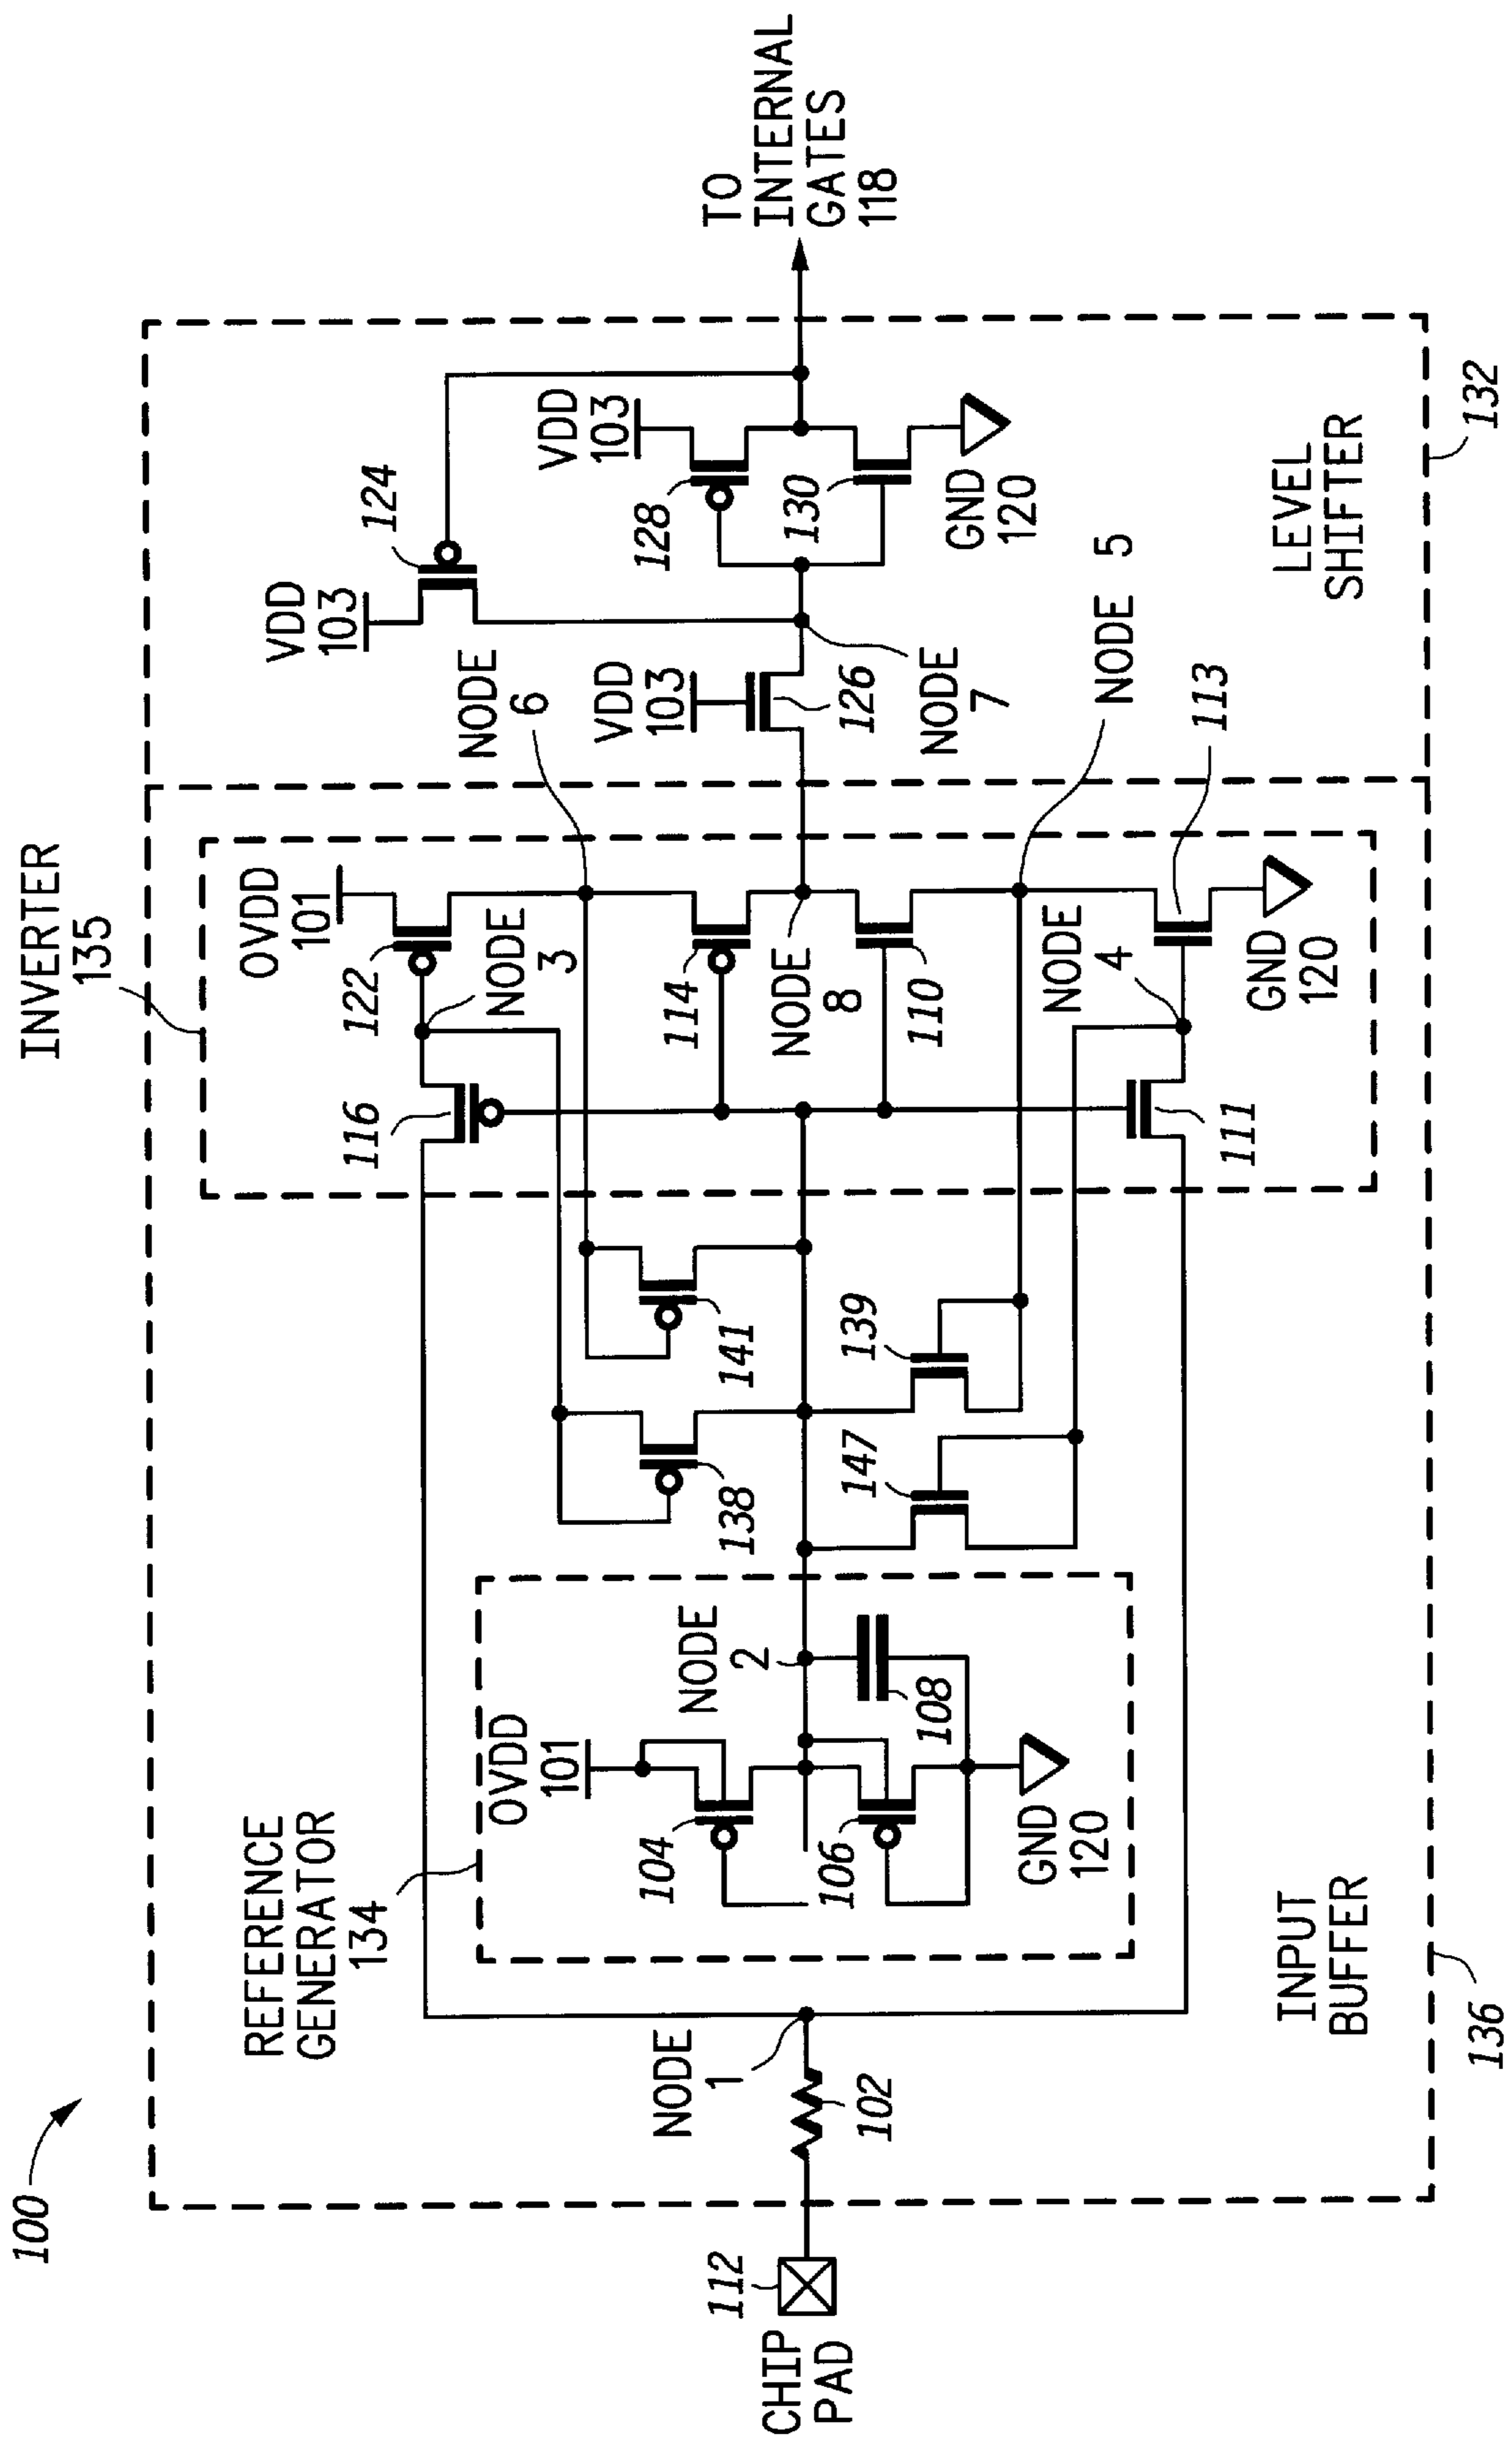 100
INVERTER
135
REFERENCE
GENERATOR
134
OVDD
101
122
NODE
3
116
NODE
6
VDD
103
124
VDD
103
128
130
GND
120
TO
INTERNAL
GATES
118
VDD
103
126
NODE
7
NODE 5
113
LEVEL
SHIFTER
132
114
NODE
8
110
NODE
4
GND
120
111
141
138
139
147
OVDD
101
104
106
NODE
2
108
GND
120
NODE
1
102
112
CHIP
PAD
INPUT
BUFFER
136